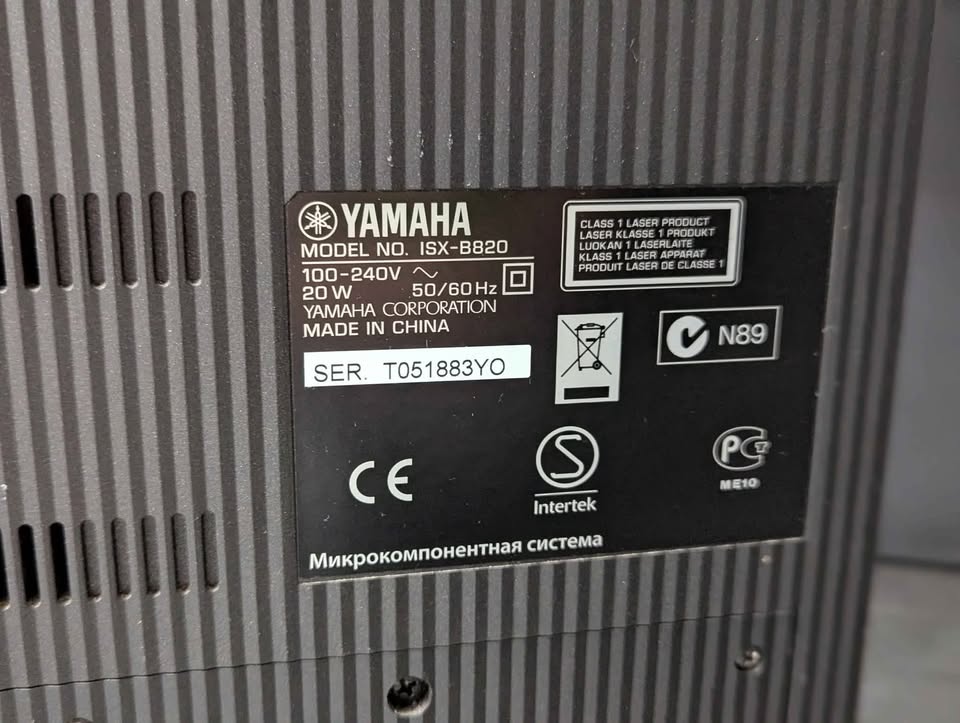 YAMAHA
MODEL NO. ISX-B820
100-240V ~
20 W 50/60 Hz
YAMAHA CORPORATION
MADE IN CHINA
SER. T051883YO
CLASS 1 LASER PRODUCT
LASER KLASSE 1 PRODUKT
LUOKAN 1 LASERLAITE
KLASS 1 LASER APPARAT
PRODUIT LASER DE CLASSE 1
N89
CE
S
Intertek
РСТ
ME10
Микрокомпонентная система